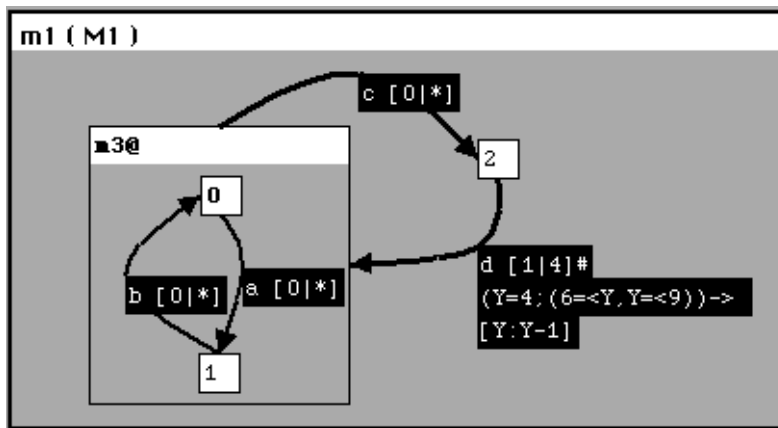 m1 ( M1 )
c [0|*]
m3@
2
0
b [0|*]
a [0|*]
d [1|4]#
(Y=4;(6=<Y,Y=<9))->
[Y:Y-1]
1